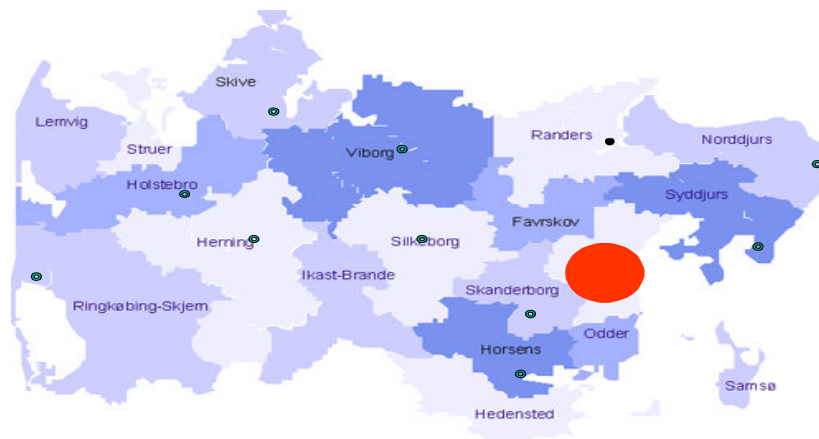 Skive
Lemvig
Randers
Norddjurs
Struer
Viborg
Holstebro
Syddjurs
Favrskov
Herning
Silkeborg
Ikast-Brande
Skanderborg
Ringkøbing-Skjern
Odder
Horsens
Samsø
Hedensted